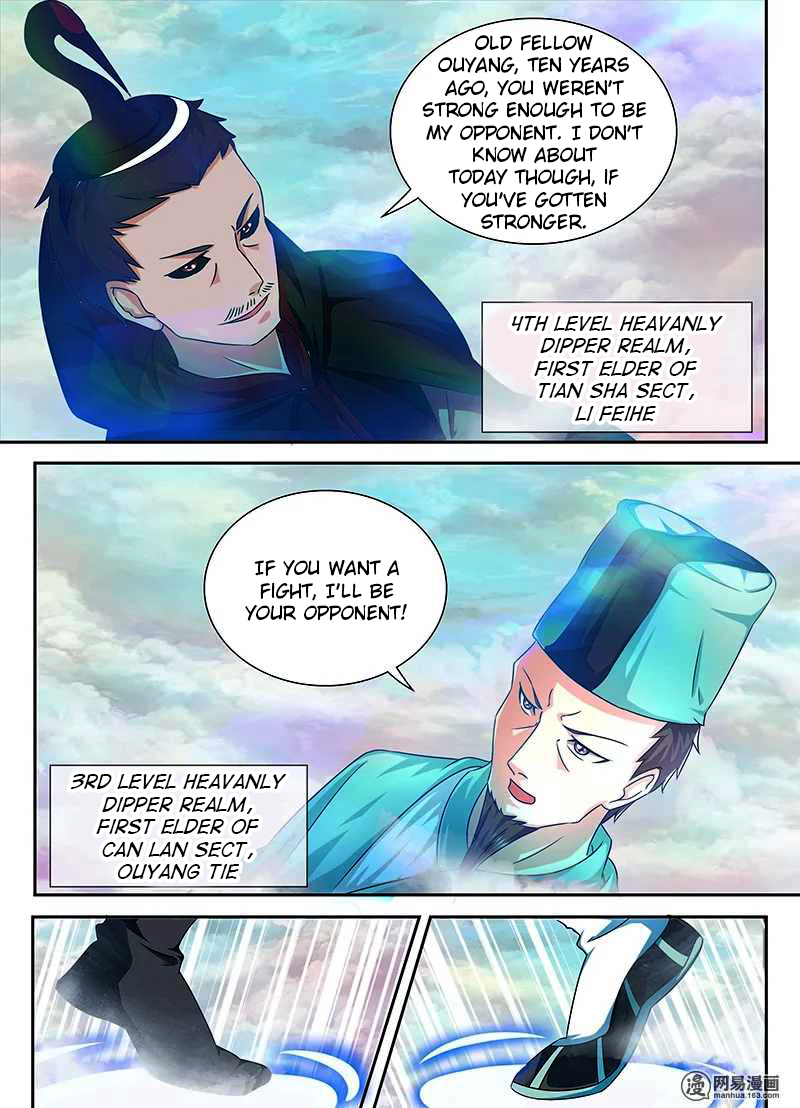 OLD FELLOW
OUYANG, TEN YEARS
AGO, YOU WEREN'T
STRONG ENOUGH TO BE
MY OPPONENT. I DON'T
KNOW ABOUT
TODAY THOUGH, IF
YOU'VE GOTTEN
STRONGER.
4TH LEVEL HEAVANLY
DIPPER REALM,
FIRST ELDER OF
TIAN SHA SECT,
LI FEIHE
IF YOU WANT A
FIGHT, I'LL BE
YOUR OPPONENT!
3RD LEVEL HEAVANLY
DIPPER REALM,
FIRST ELDER OF
CAN LAN SECT,
OUYANG TIE
漫 网易漫画
manhua.163.com